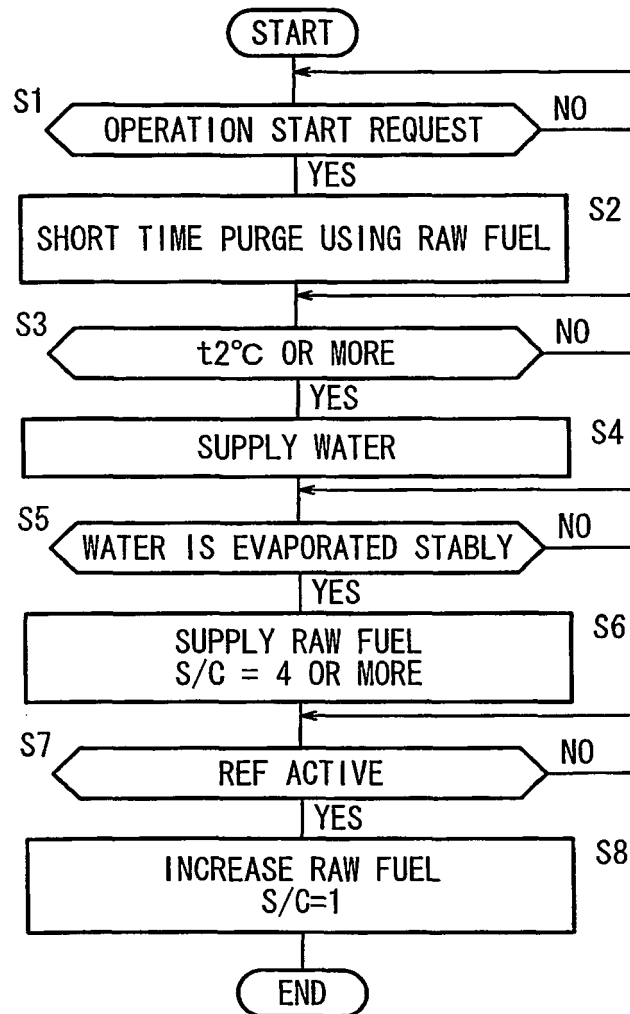 START
S1
OPERATION START REQUEST
NO
YES
SHORT TIME PURGE USING RAW FUEL
S2
S3
t2°C OR MORE
NO
YES
SUPPLY WATER
S4
S5
WATER IS EVAPORATED STABLY
NO
YES
SUPPLY RAW FUEL
S/C = 4 OR MORE
S6
S7
REF ACTIVE
NO
YES
INCREASE RAW FUEL
S/C=1
S8
END